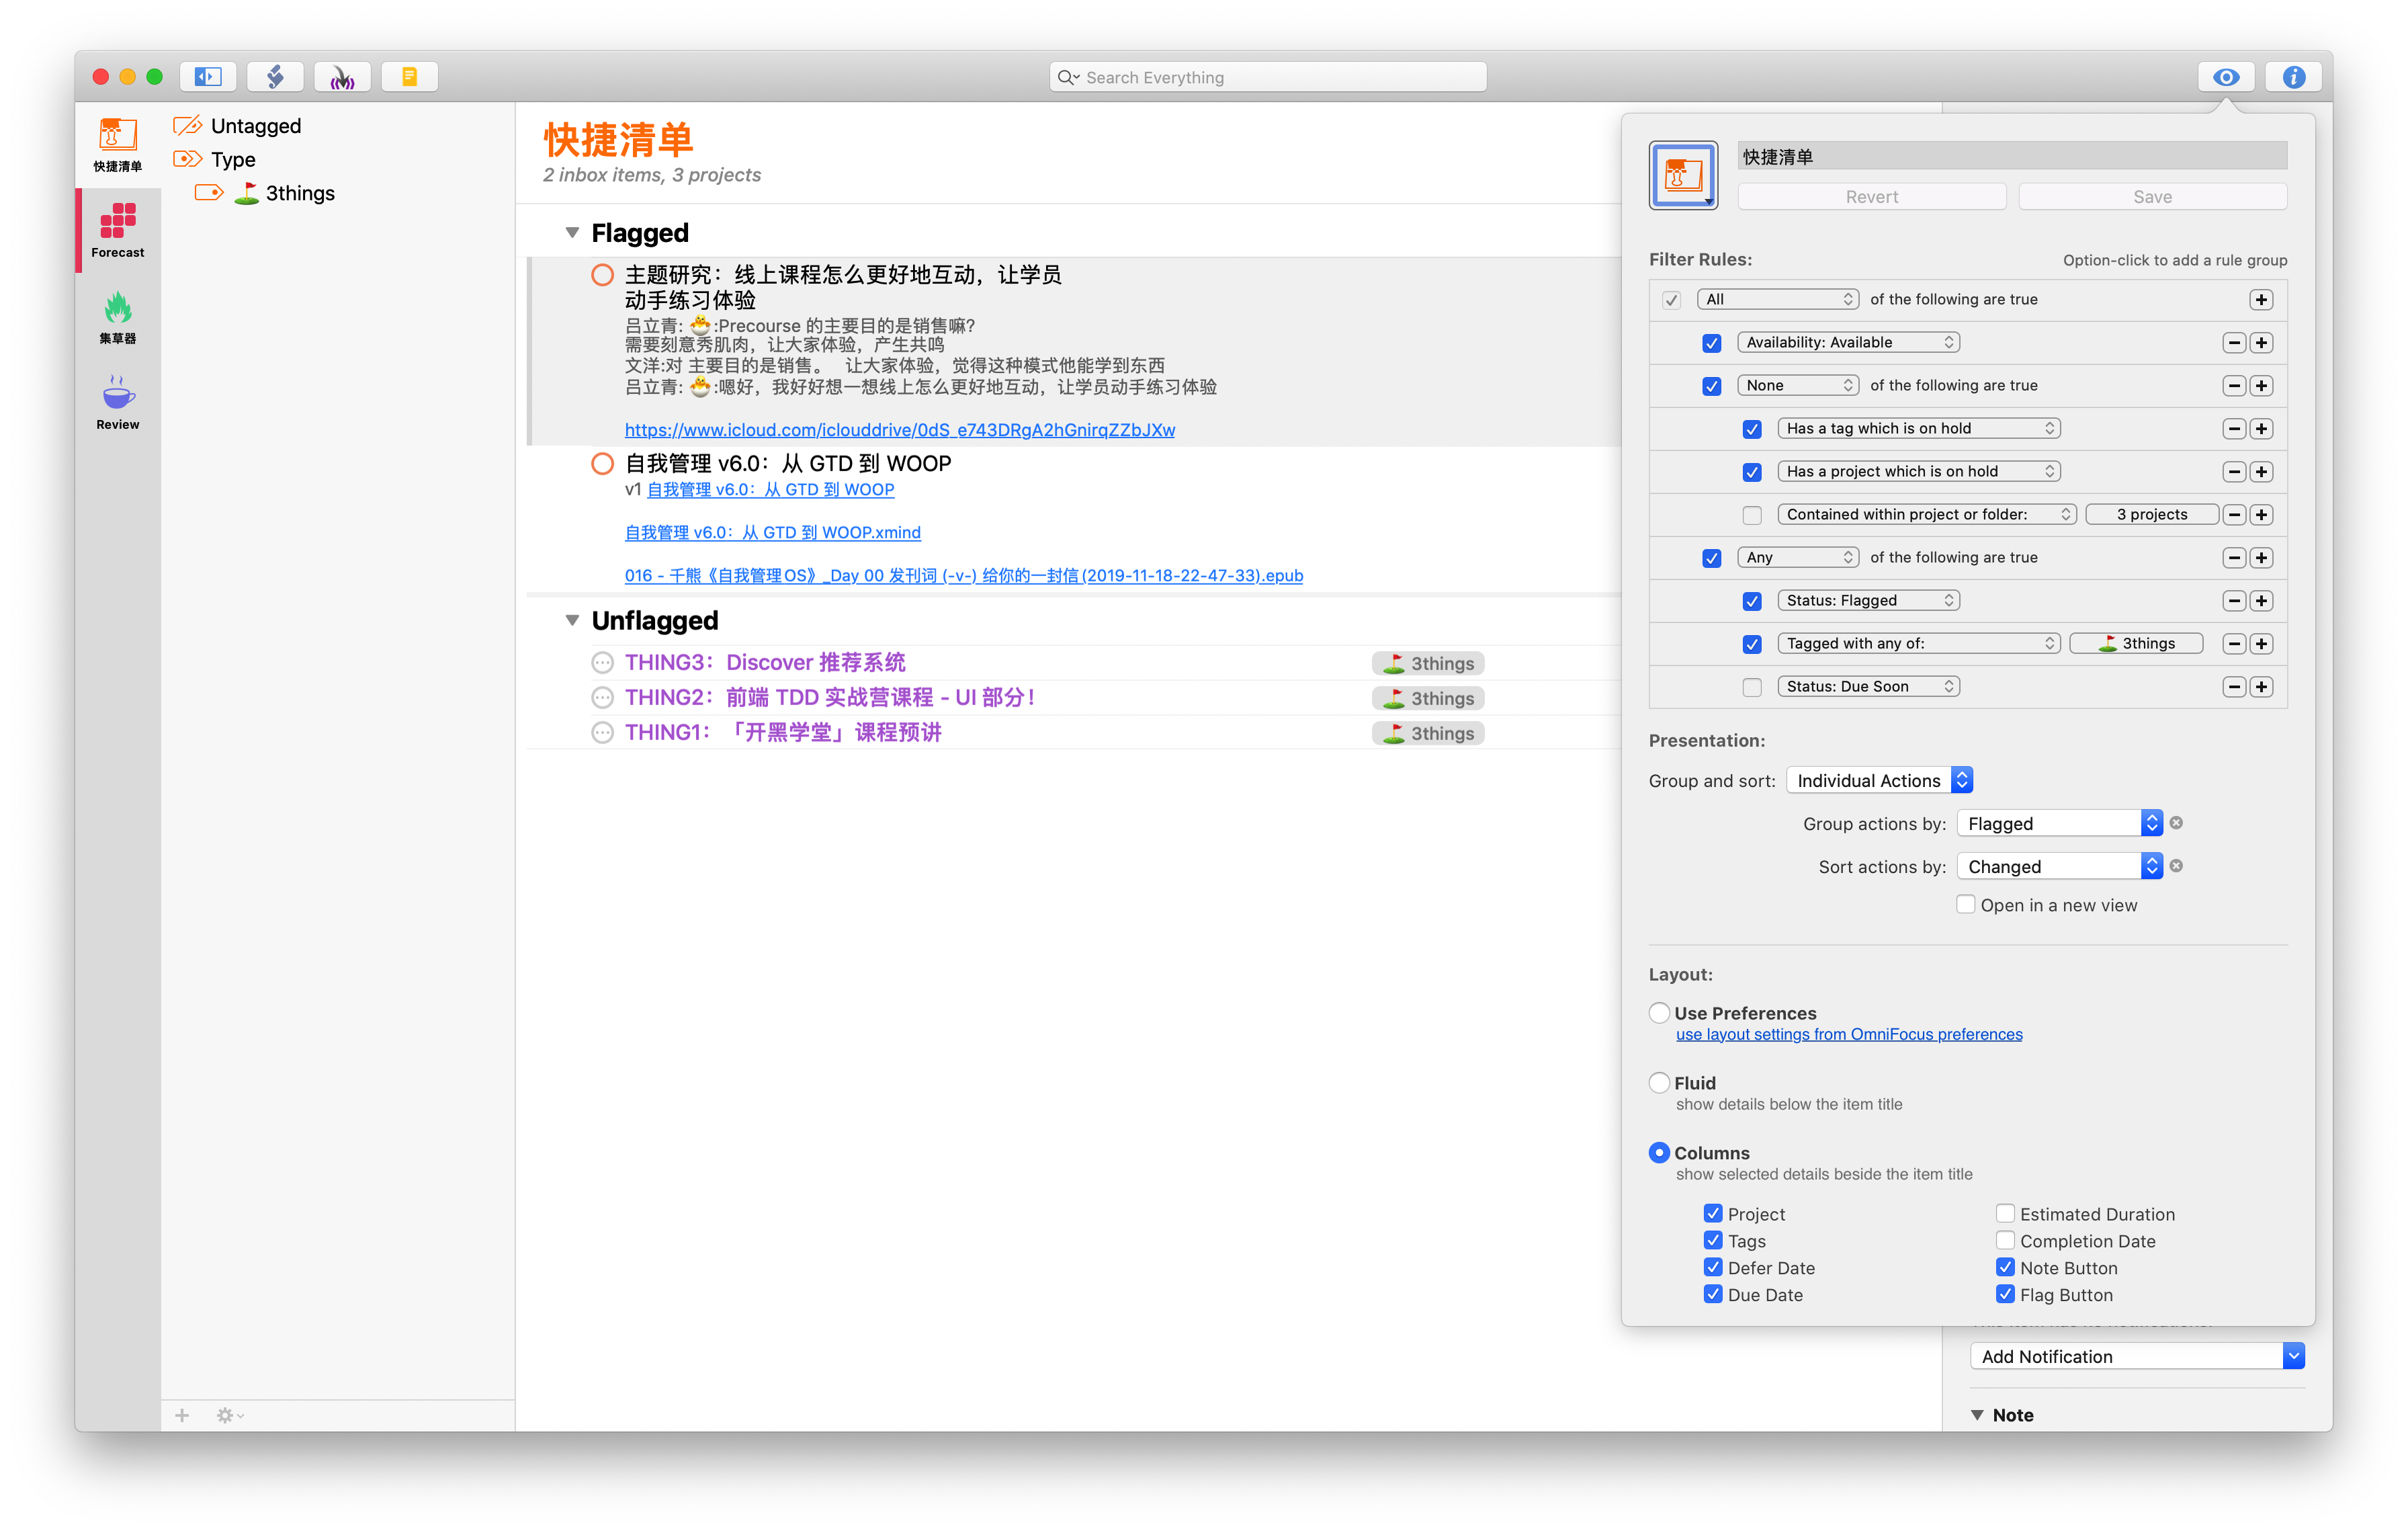 Search Everything
快捷清单
Forecast
集草器
Review
Untagged
Type
3things
快捷清单
2 inbox items, 3 projects
Flagged
主题研究：线上课程怎么更好地互动，让学员
动手练习体验
吕立青: 🐣:Precourse 的主要目的是销售嘛?
需要刻意秀肌肉，让大家体验，产生共鸣
文洋:对 主要目的是销售。 让大家体验，觉得这种模式他能学到东西
吕立青: 🐣:嗯好，我好好想一想线上怎么更好地互动，让学员动手练习体验
https://www.icloud.com/iclouddrive/0dS_e743DRgA2hGnirqZZbJXw
自我管理 v6.0：从 GTD 到 WOOP
v1 自我管理 v6.0：从 GTD 到 WOOP
自我管理 v6.0：从 GTD 到 WOOP.xmind
016 - 千熊《自我管理OS》_Day 00 发刊词 (-v-) 给你的一封信(2019-11-18-22-47-33).epub
Unflagged
THING3：Discover 推荐系统
3things
THING2：前端 TDD 实战营课程 - UI 部分！
3things
THING1：「开黑学堂」课程预讲
3things
快捷清单
Revert
Save
Filter Rules:
Option-click to add a rule group
All of the following are true
Availability: Available
None of the following are true
Has a tag which is on hold
Has a project which is on hold
Contained within project or folder: 3 projects
Any of the following are true
Status: Flagged
Tagged with any of: 3things
Status: Due Soon
Presentation:
Group and sort: Individual Actions
Group actions by: Flagged
Sort actions by: Changed
Open in a new view
Layout:
Use Preferences
use layout settings from OmniFocus preferences
Fluid
show details below the item title
Columns
show selected details beside the item title
Project
Tags
Defer Date
Due Date
Estimated Duration
Completion Date
Note Button
Flag Button
Add Notification
Note